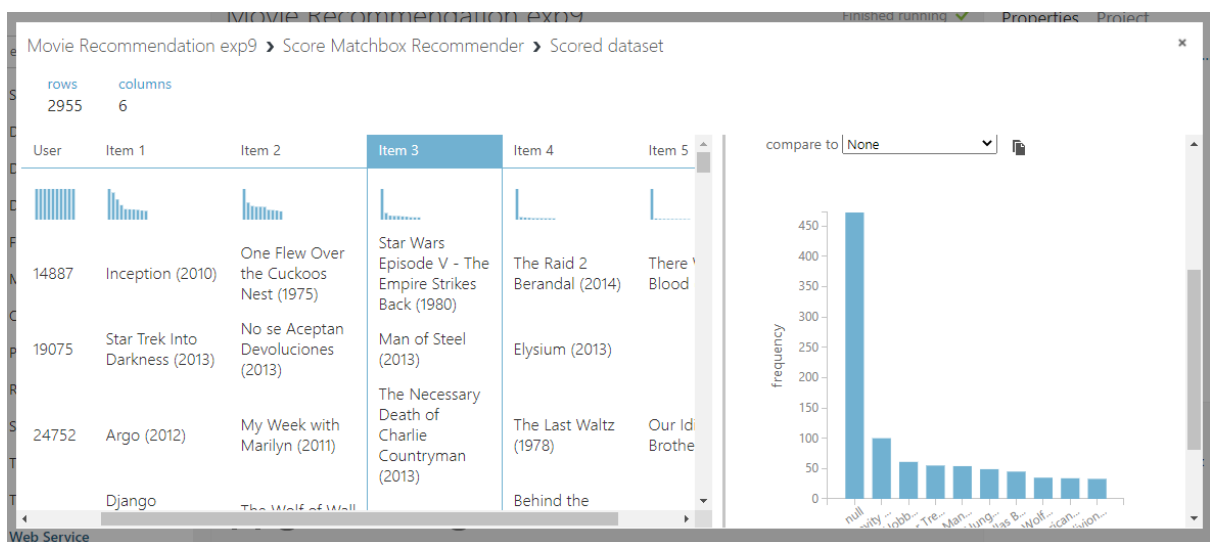 Movie Recommendation exp9
Finished running
Properties Project
Movie Recommendation exp9 > Score Matchbox Recommender > Scored dataset
×
rows columns
2955 6
User Item 1 Item 2 Item 3 Item 4 Item 5
14887
Inception (2010)
One Flew Over
the Cuckoos
Nest (1975)
Star Wars
Episode V - The
Empire Strikes
Back (1980)
The Raid 2
Berandal (2014)
There
Blood
19075
Star Trek Into
Darkness (2013)
No se Aceptan
Devoluciones
(2013)
Man of Steel
(2013)
Elysium (2013)
24752
Argo (2012)
My Week with
Marilyn (2011)
The Necessary
Death of
Charlie
Countryman
(2013)
The Last Waltz
(1978)
Our
Django
The Wolf of Wall
Behind the
compare to None
frequency
450
400
350
300
250
200
150
100
50
0
null
Web Service